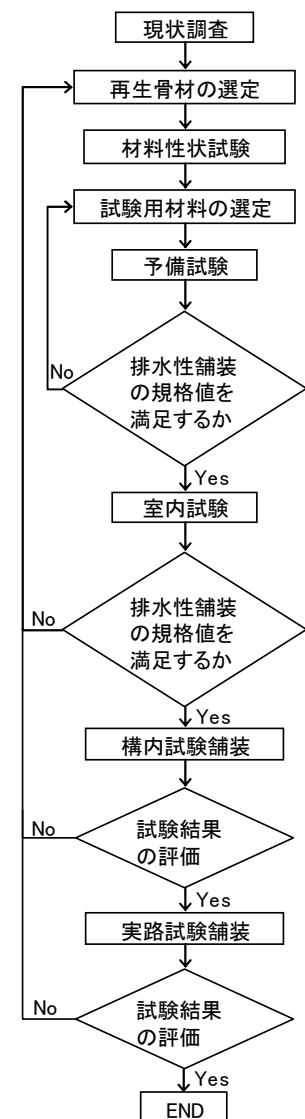 現状調査
再生骨材の選定
材料性状試験
試験用材料の選定
予備試験
No
排水性舗装
の規格値を
満足するか
Yes
室内試験
No
排水性舗装
の規格値を
満足するか
Yes
構内試験舗装
No
試験結果
の評価
Yes
実路試験舗装
No
試験結果
の評価
Yes
END